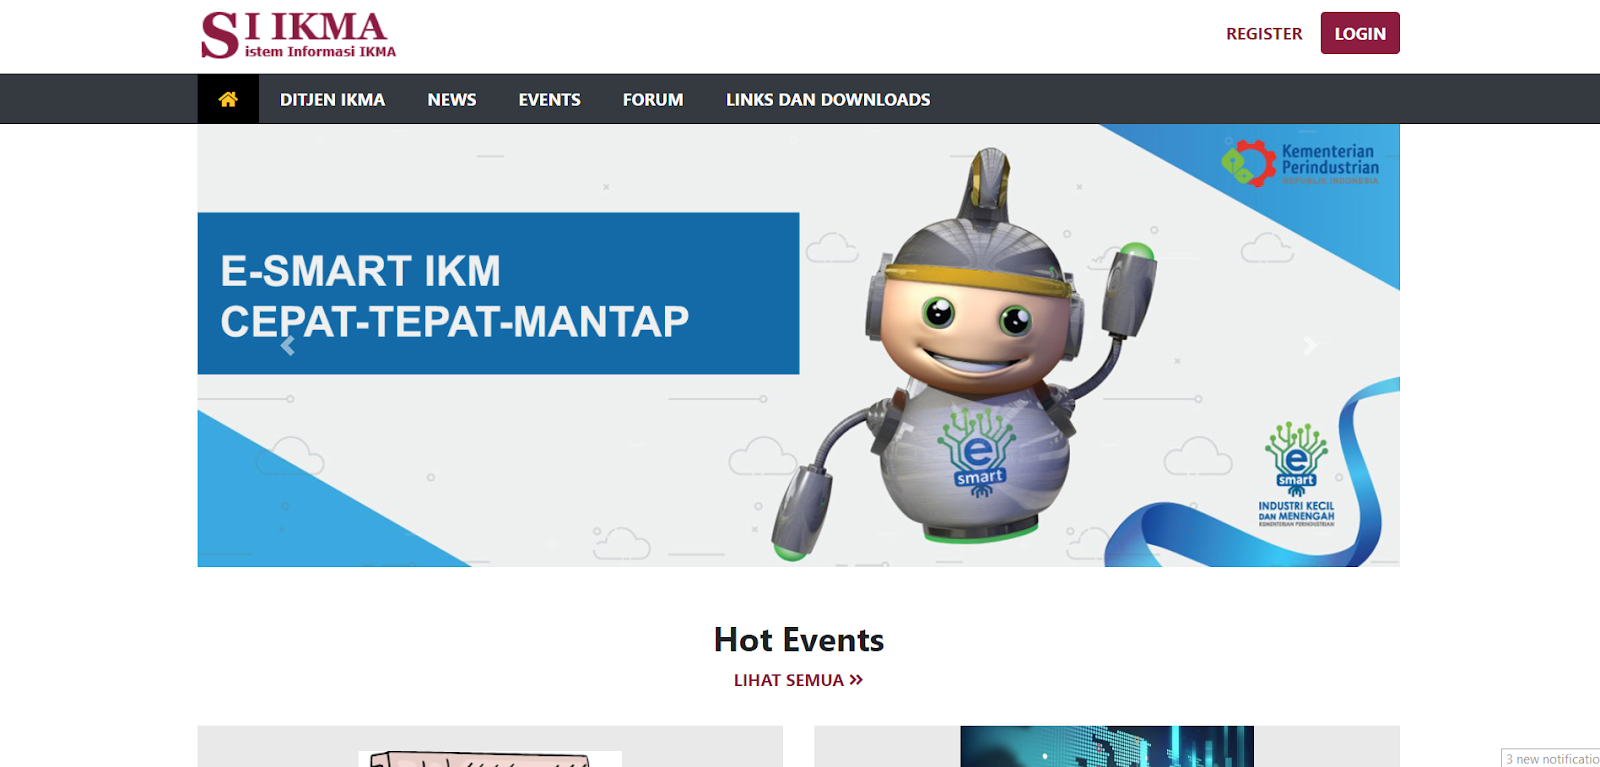 SI IKMA
istem Informasi IKMA
REGISTER
LOGIN
DITJEN IKMA
NEWS
EVENTS
FORUM
LINKS DAN DOWNLOADS
Kementerian
Perindustrian
REPUBLIK INDONESIA
E-SMART IKM
CEPAT-TEPAT-MANTAP
e
smart
e
smart
INDUSTRI KECIL
DAN MENENGAH
KEMENTERIAN PERINDUSTRIAN
Hot Events
LIHAT SEMUA »
3 new notificatio